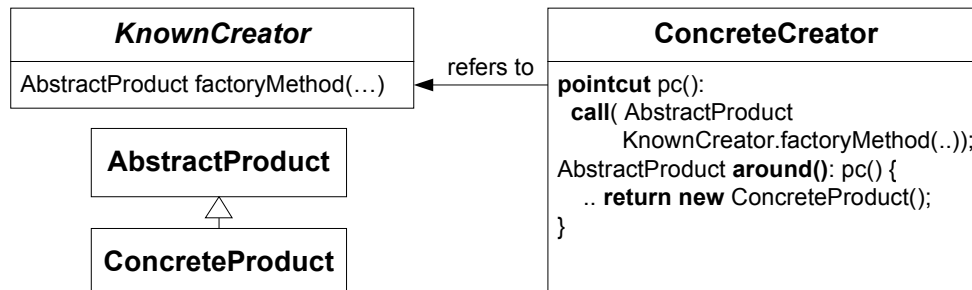 KnownCreator
AbstractProduct factoryMethod(…)
refers to
AbstractProduct
ConcreteProduct
ConcreteCreator
pointcut pc():
call( AbstractProduct
KnownCreator.factoryMethod(..));
AbstractProduct around(): pc() {
.. return new ConcreteProduct();
}